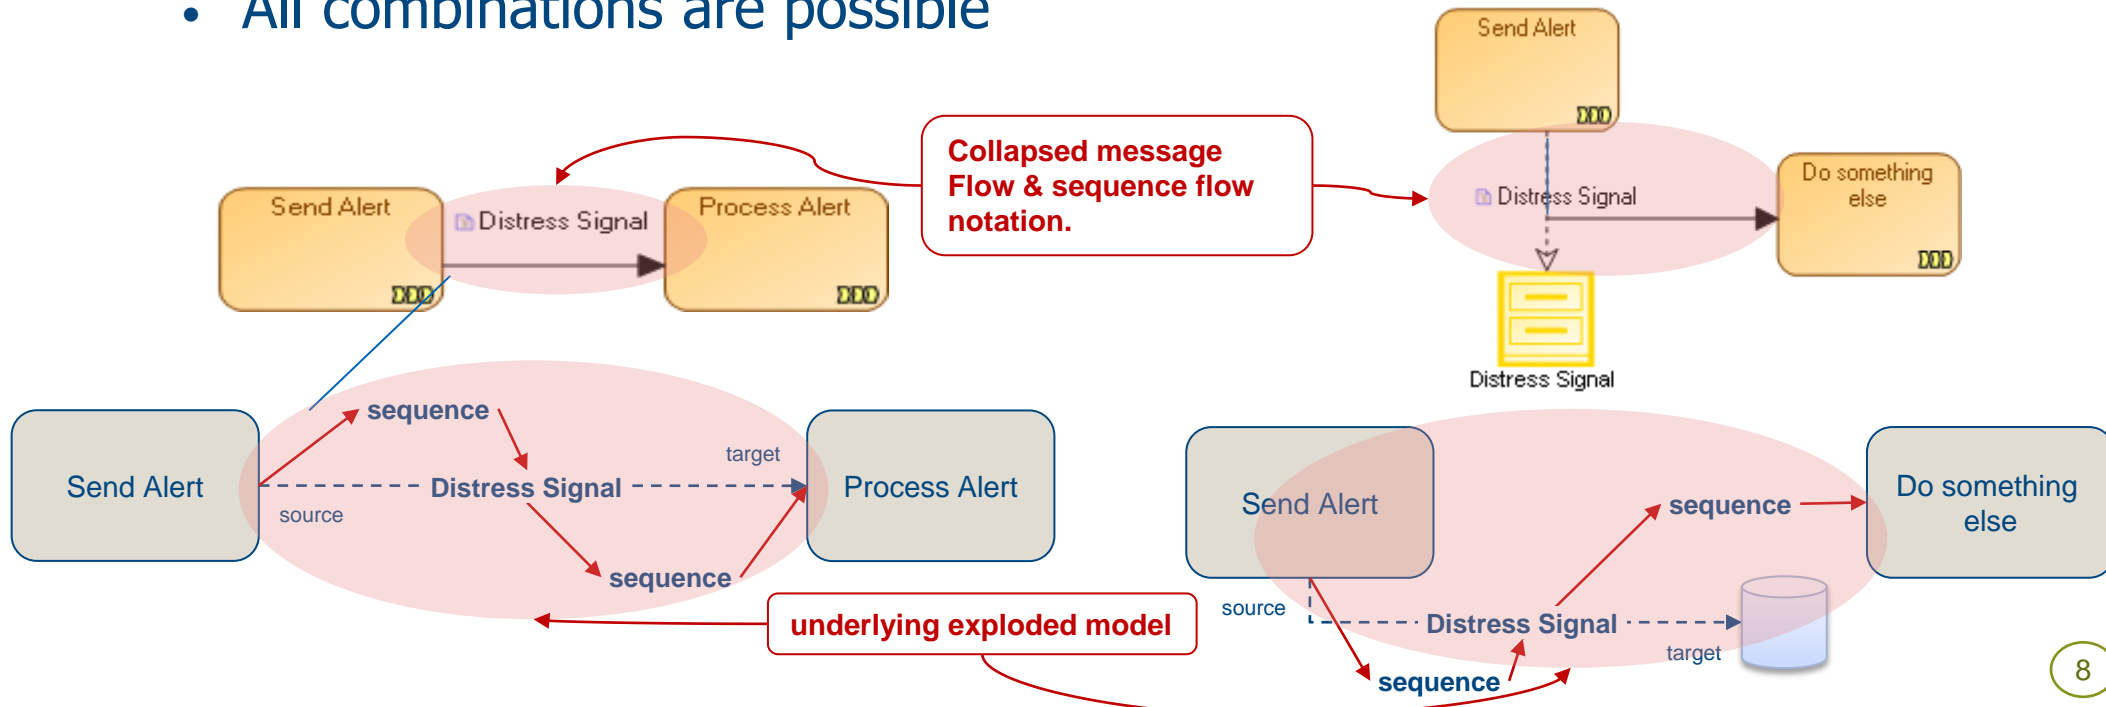 • All combinations are possible
Send Alert
Collapsed message
Flow & sequence flow
notation.
Send Alert
Distress Signal
Process Alert
Distress Signal
Do something
else
Distress Signal
sequence
target
Send Alert
Distress Signal
Process Alert
source
sequence
Send Alert
sequence
Do something
else
source
Distress Signal
target
underlying exploded model
sequence
8